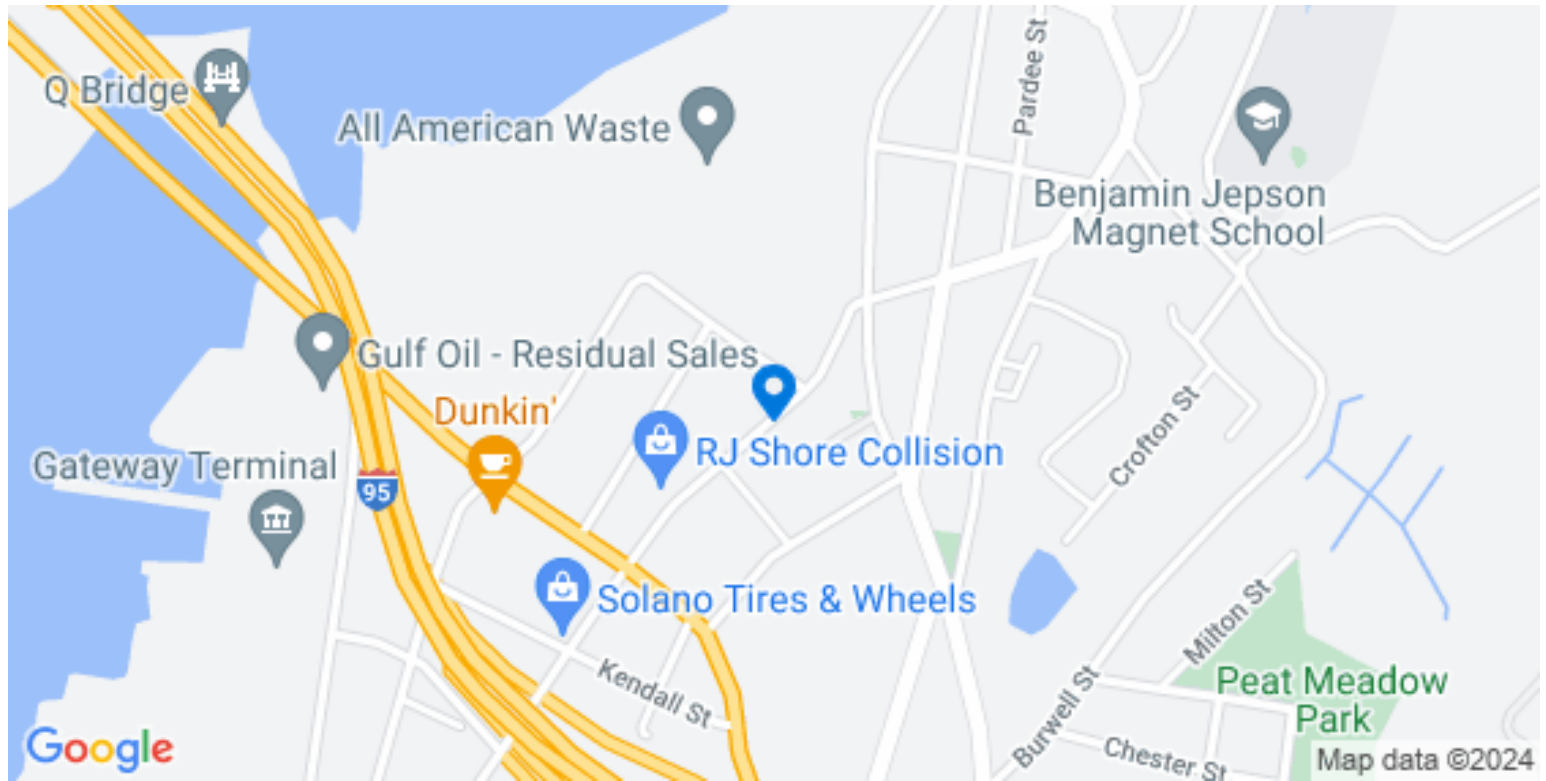 Q Bridge
All American Waste
Pardee St
Benjamin Jepson
Magnet School
Gulf Oil - Residual Sales
Dunkin'
RJ Shore Collision
Gateway Terminal
95
Crofton St
Solano Tires & Wheels
Milton St
Kendall St
Peat Meadow
Park
Burwell St
Chester St
Google
Map data ©2024